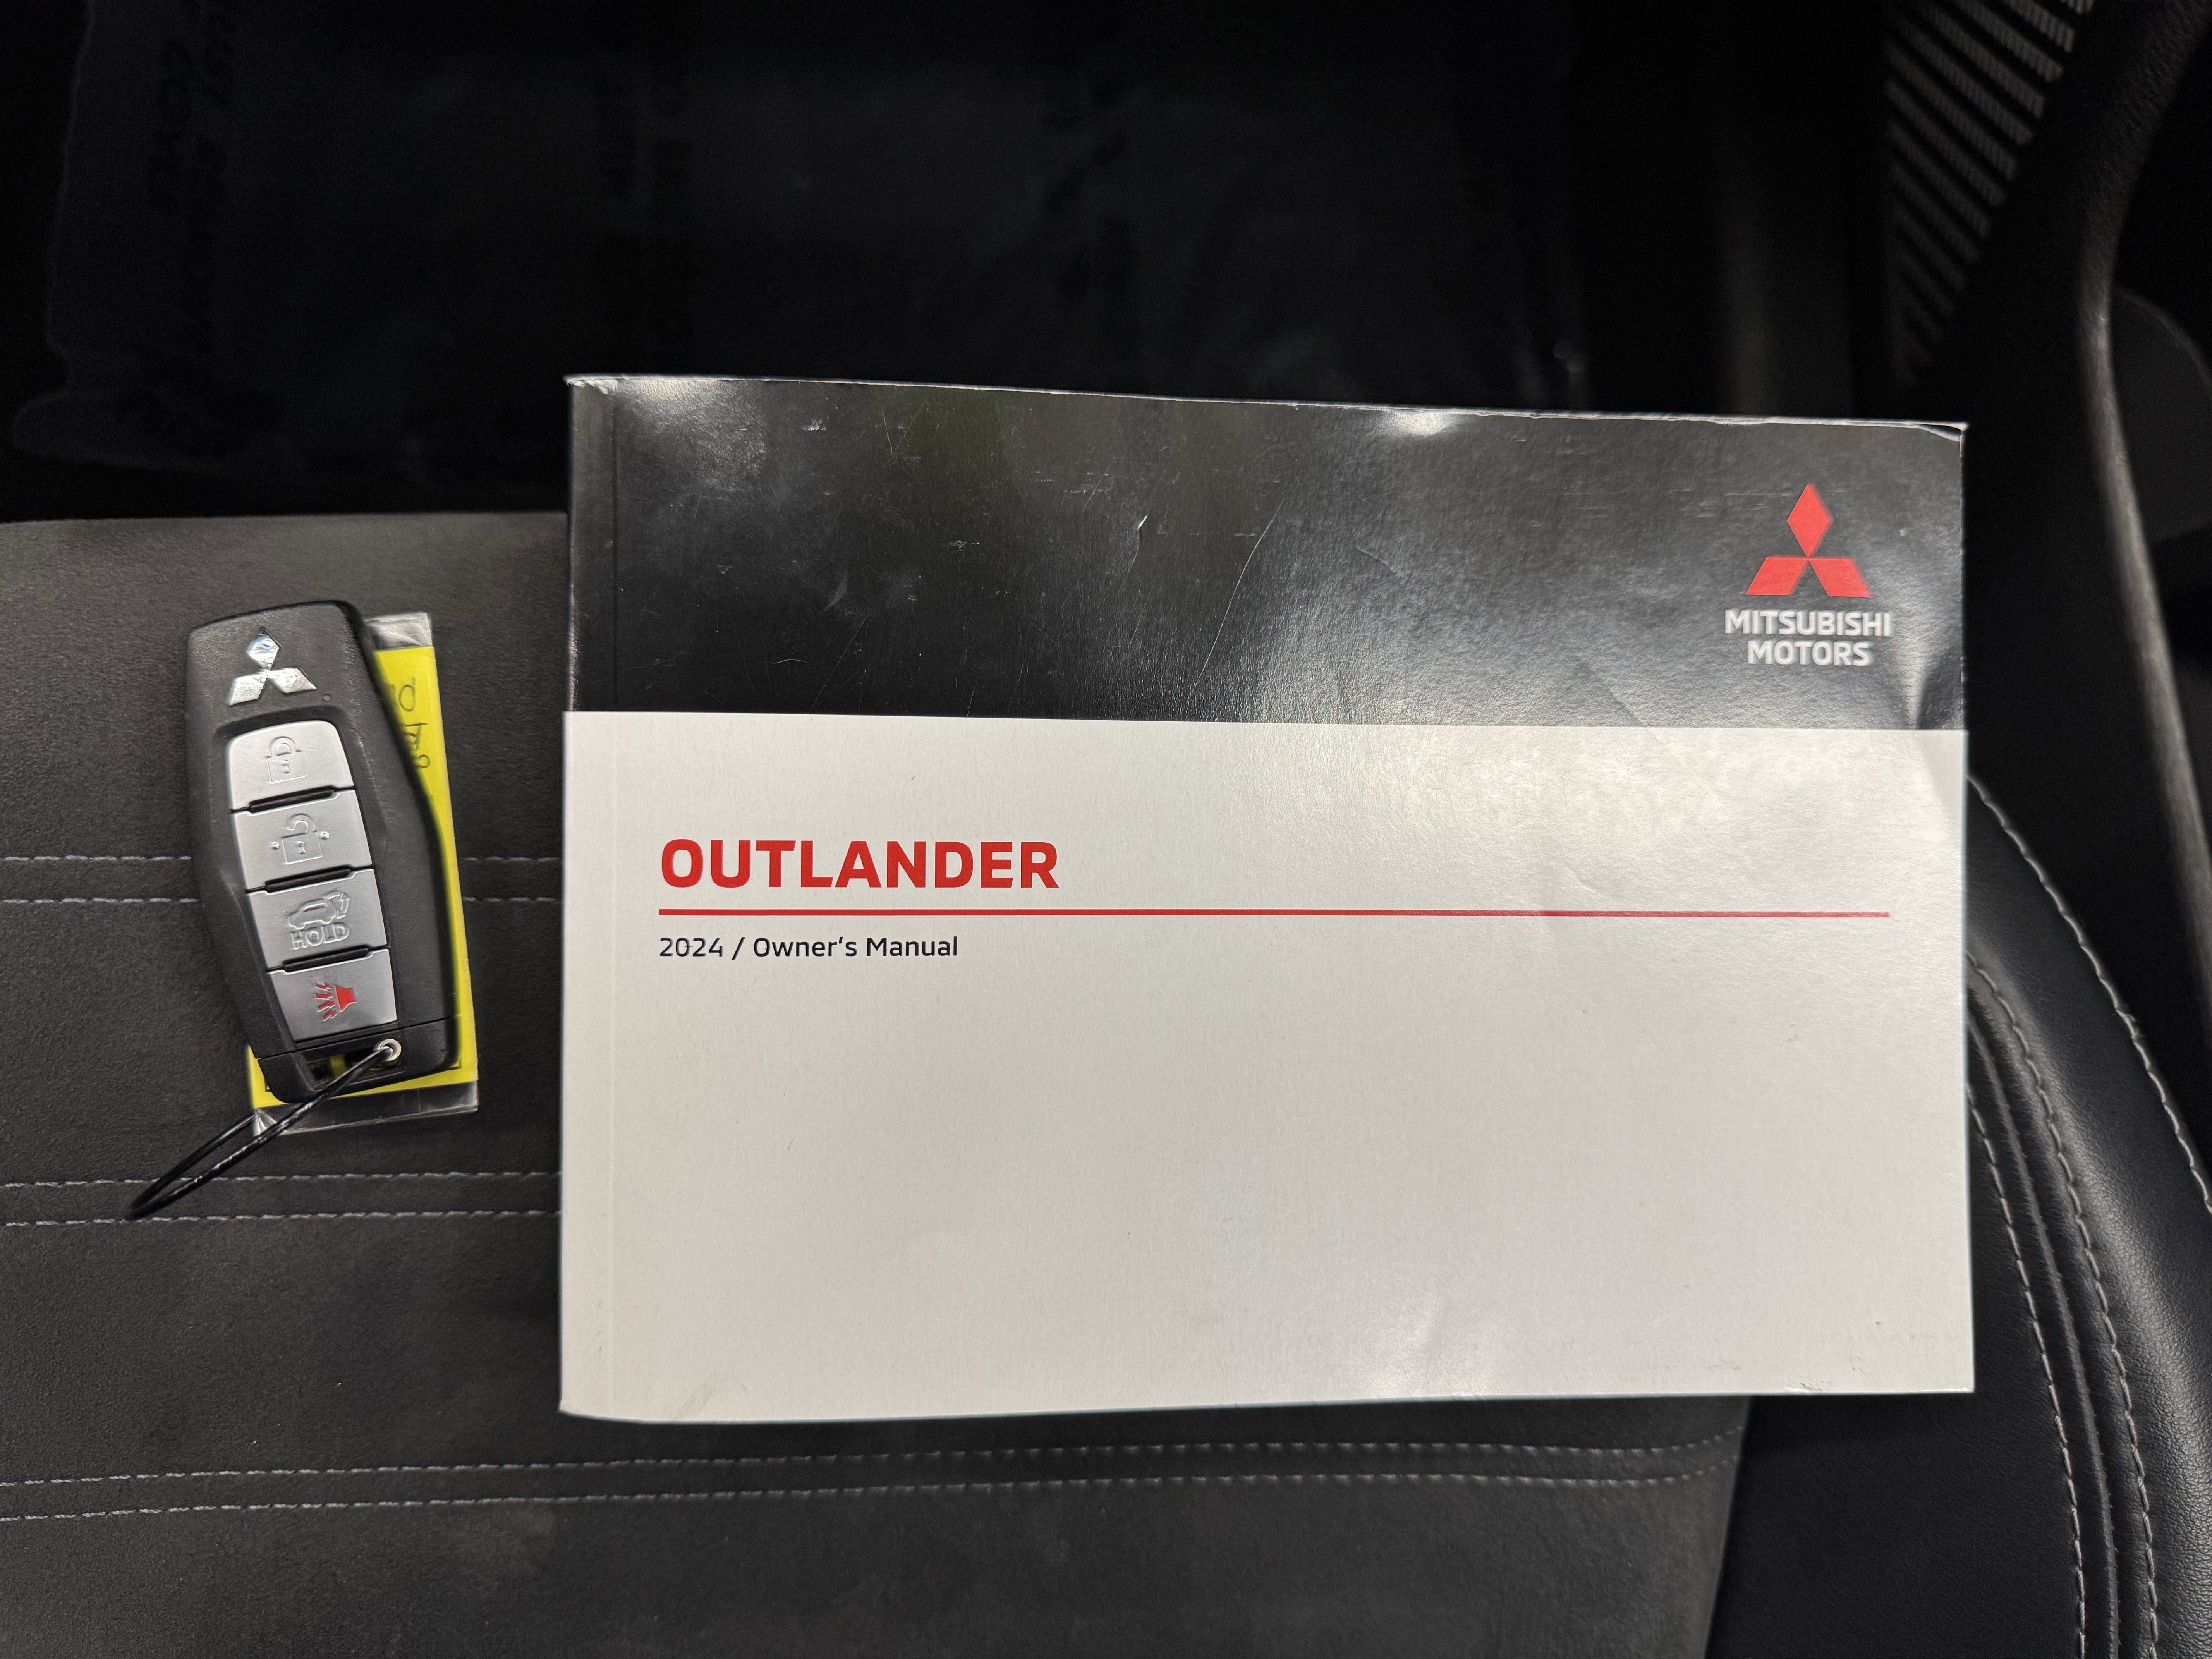 MITSUBISHI
MOTORS
OUTLANDER
2024 / Owner's Manual
HOLD